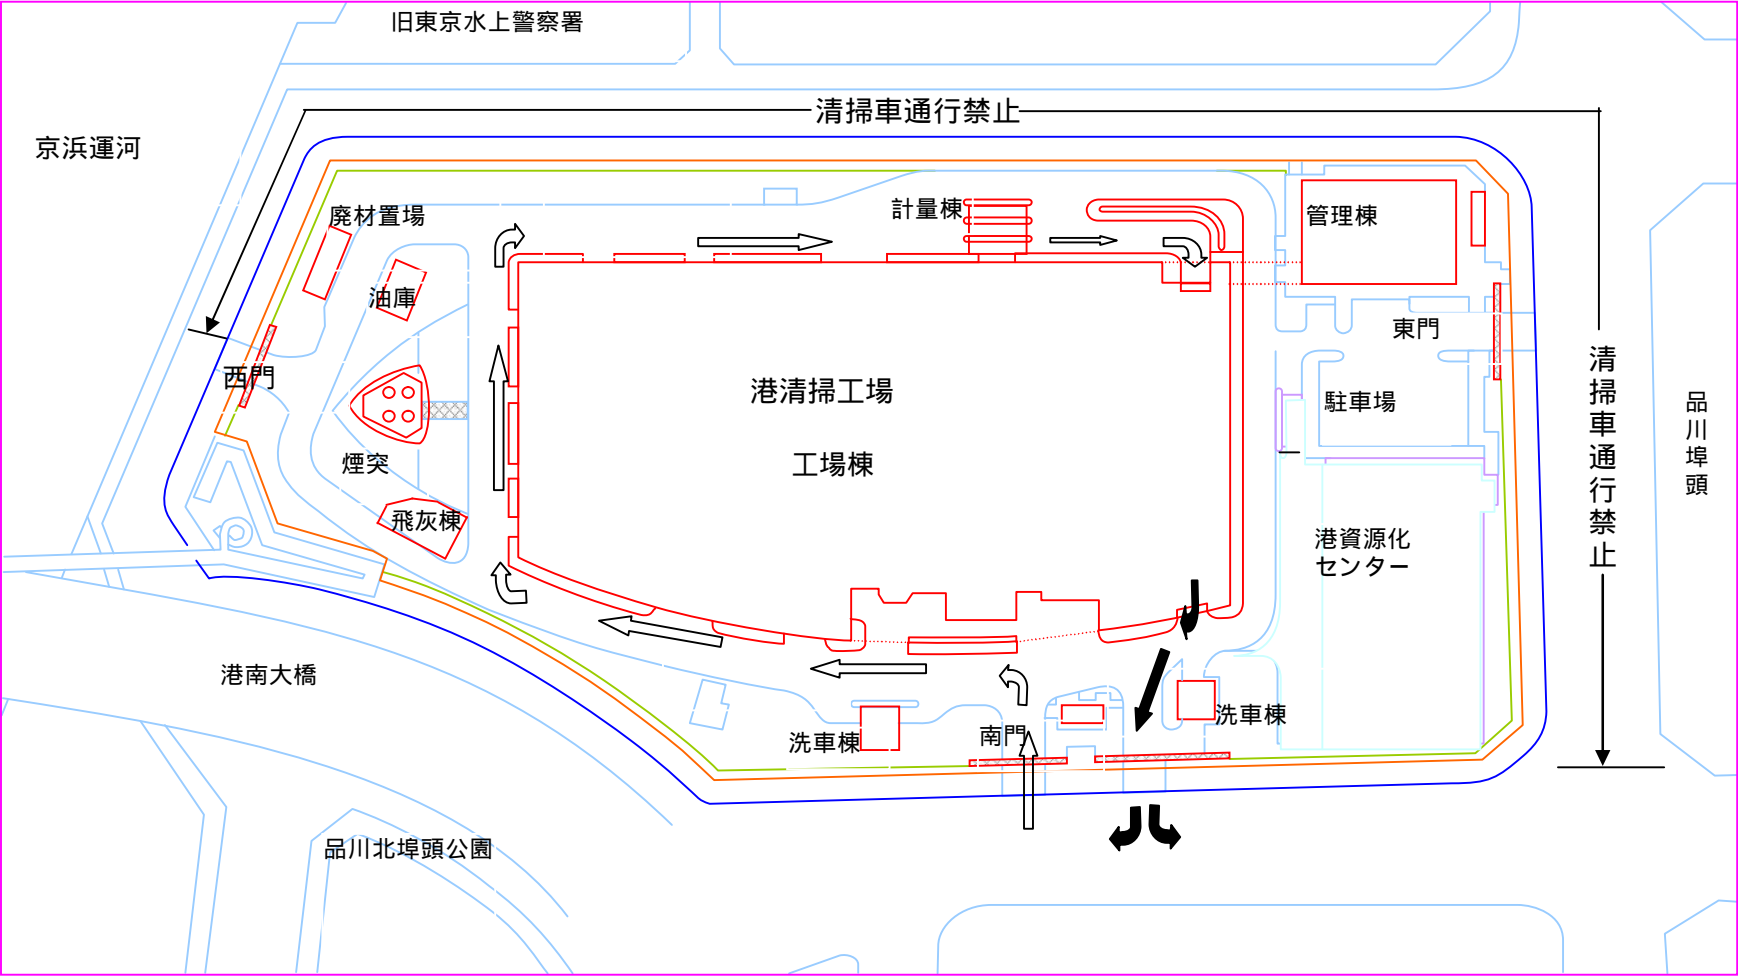 旧東京水上警察署
清掃車通行禁止
京浜運河
廃材置場
計量棟
管理棟
油庫
東門
西門
港清掃工場
駐車場
清掃車通行禁止
品川埠頭
煙突
工場棟
飛灰棟
港資源化
センター
港南大橋
洗車棟
南門
洗車棟
品川北埠頭公園